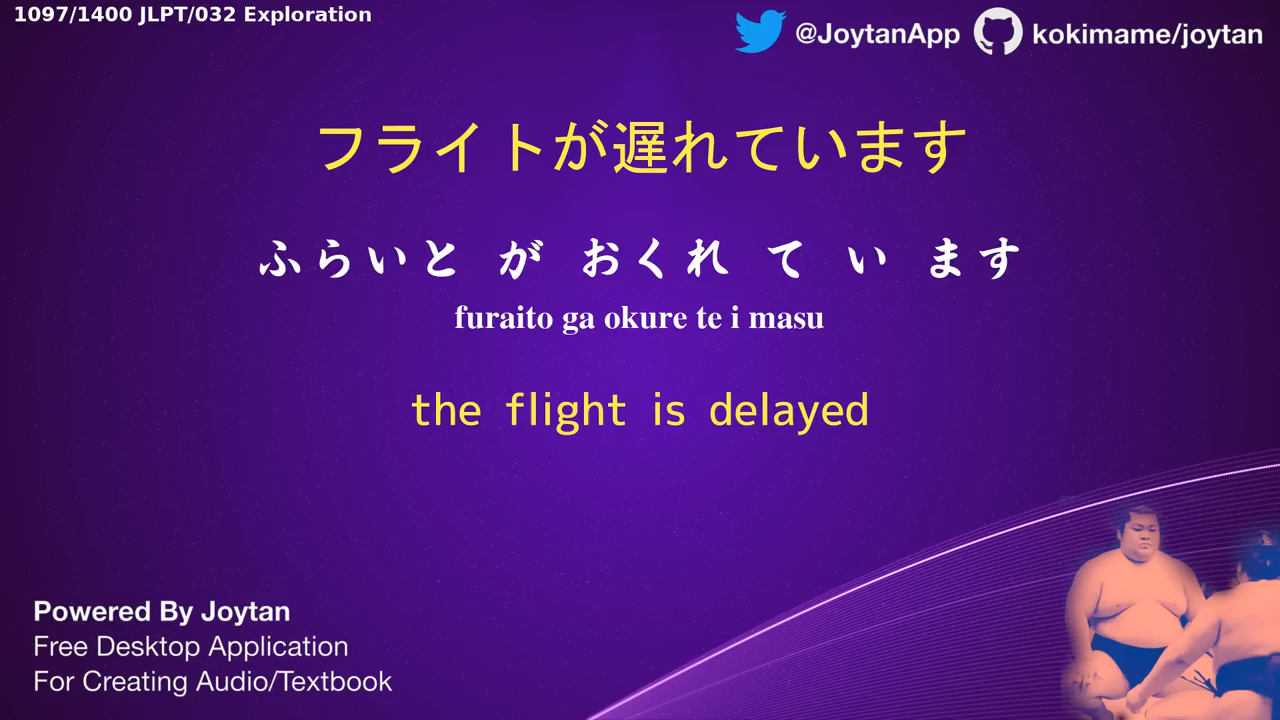 1097/1400 JLPT/032 Exploration
@JoytanApp kokimame/joytan
フライトが遅れています
ふらいと が おくれ て い ます
furaito ga okure te i masu
the flight is delayed
Powered By Joytan
Free Desktop Application
For Creating Audio/Textbook